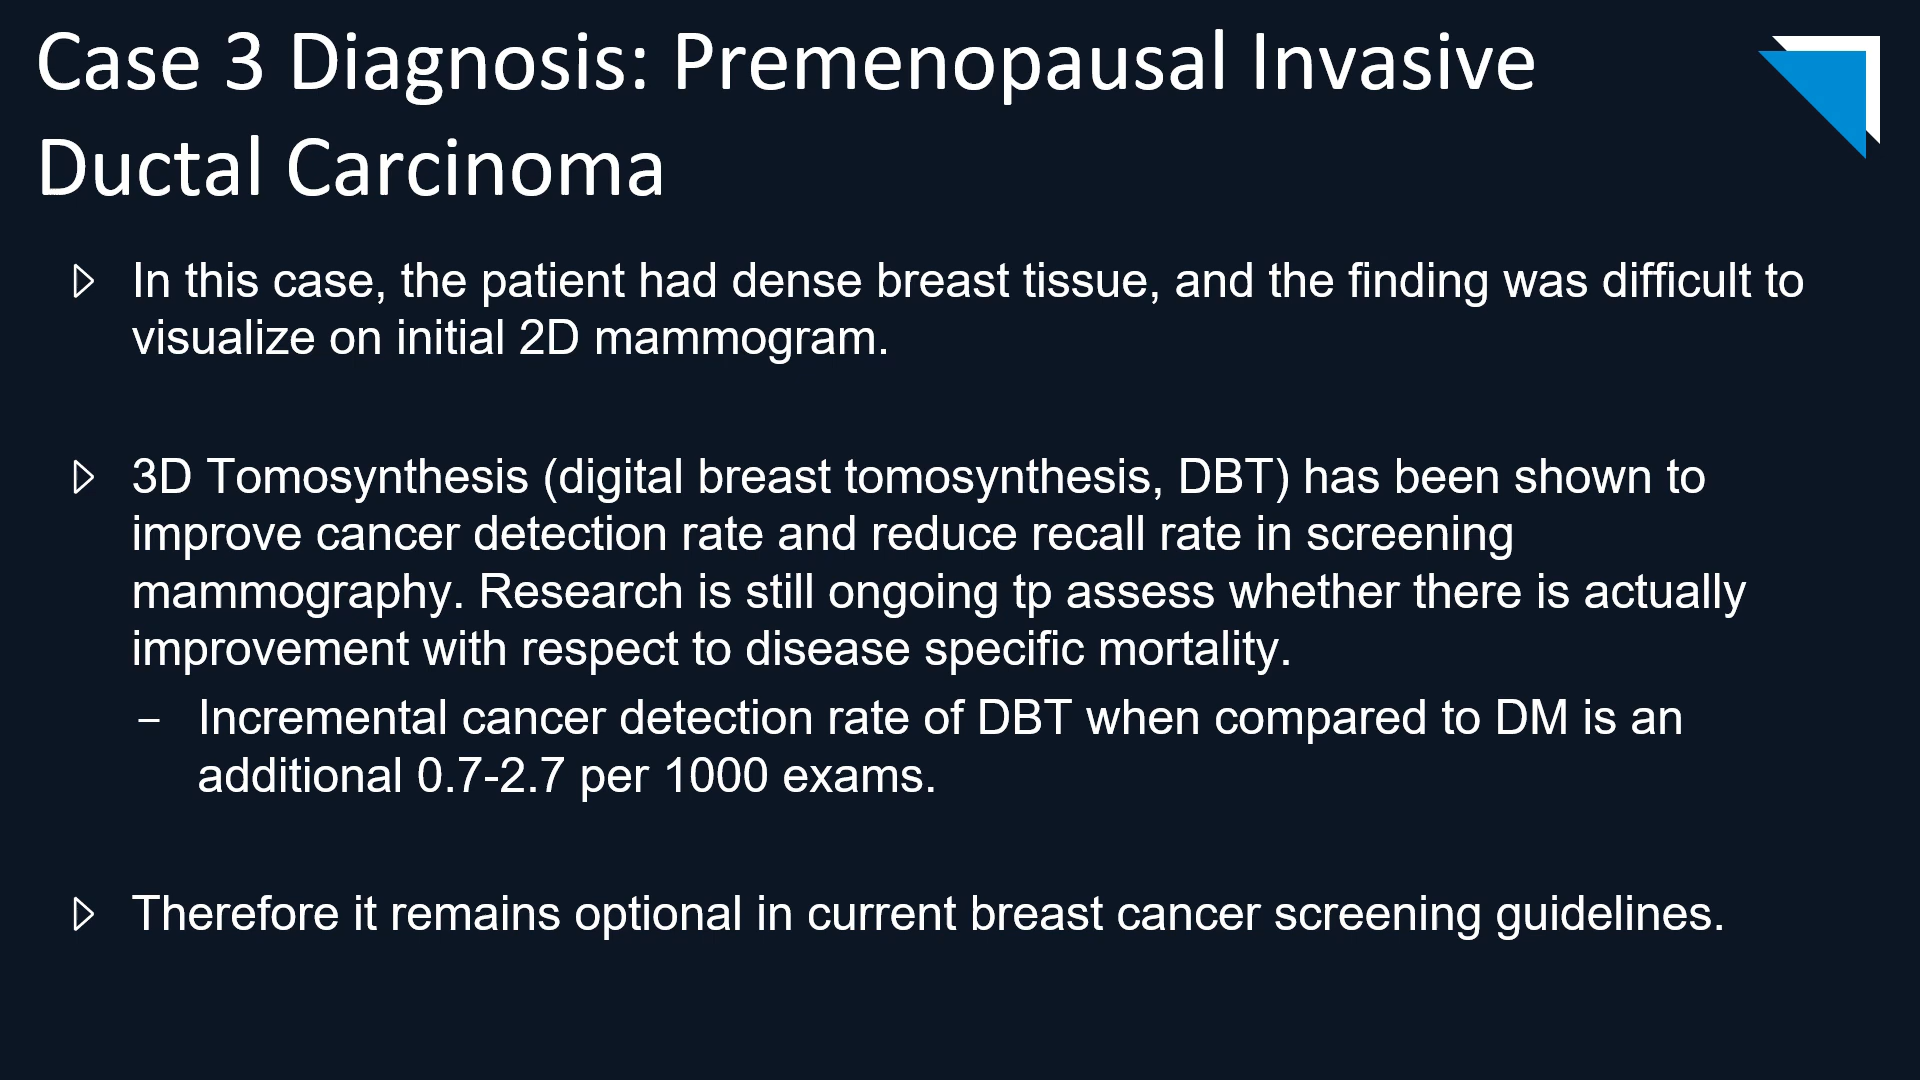 Case 3 Diagnosis: Premenopausal Invasive
Ductal Carcinoma
In this case, the patient had dense breast tissue, and the finding was difficult to
visualize on initial 2D mammogram.
3D Tomosynthesis (digital breast tomosynthesis, DBT) has been shown to
improve cancer detection rate and reduce recall rate in screening
mammography. Research is still ongoing tp assess whether there is actually
improvement with respect to disease specific mortality.
– Incremental cancer detection rate of DBT when compared to DM is an
additional 0.7-2.7 per 1000 exams.
Therefore it remains optional in current breast cancer screening guidelines.